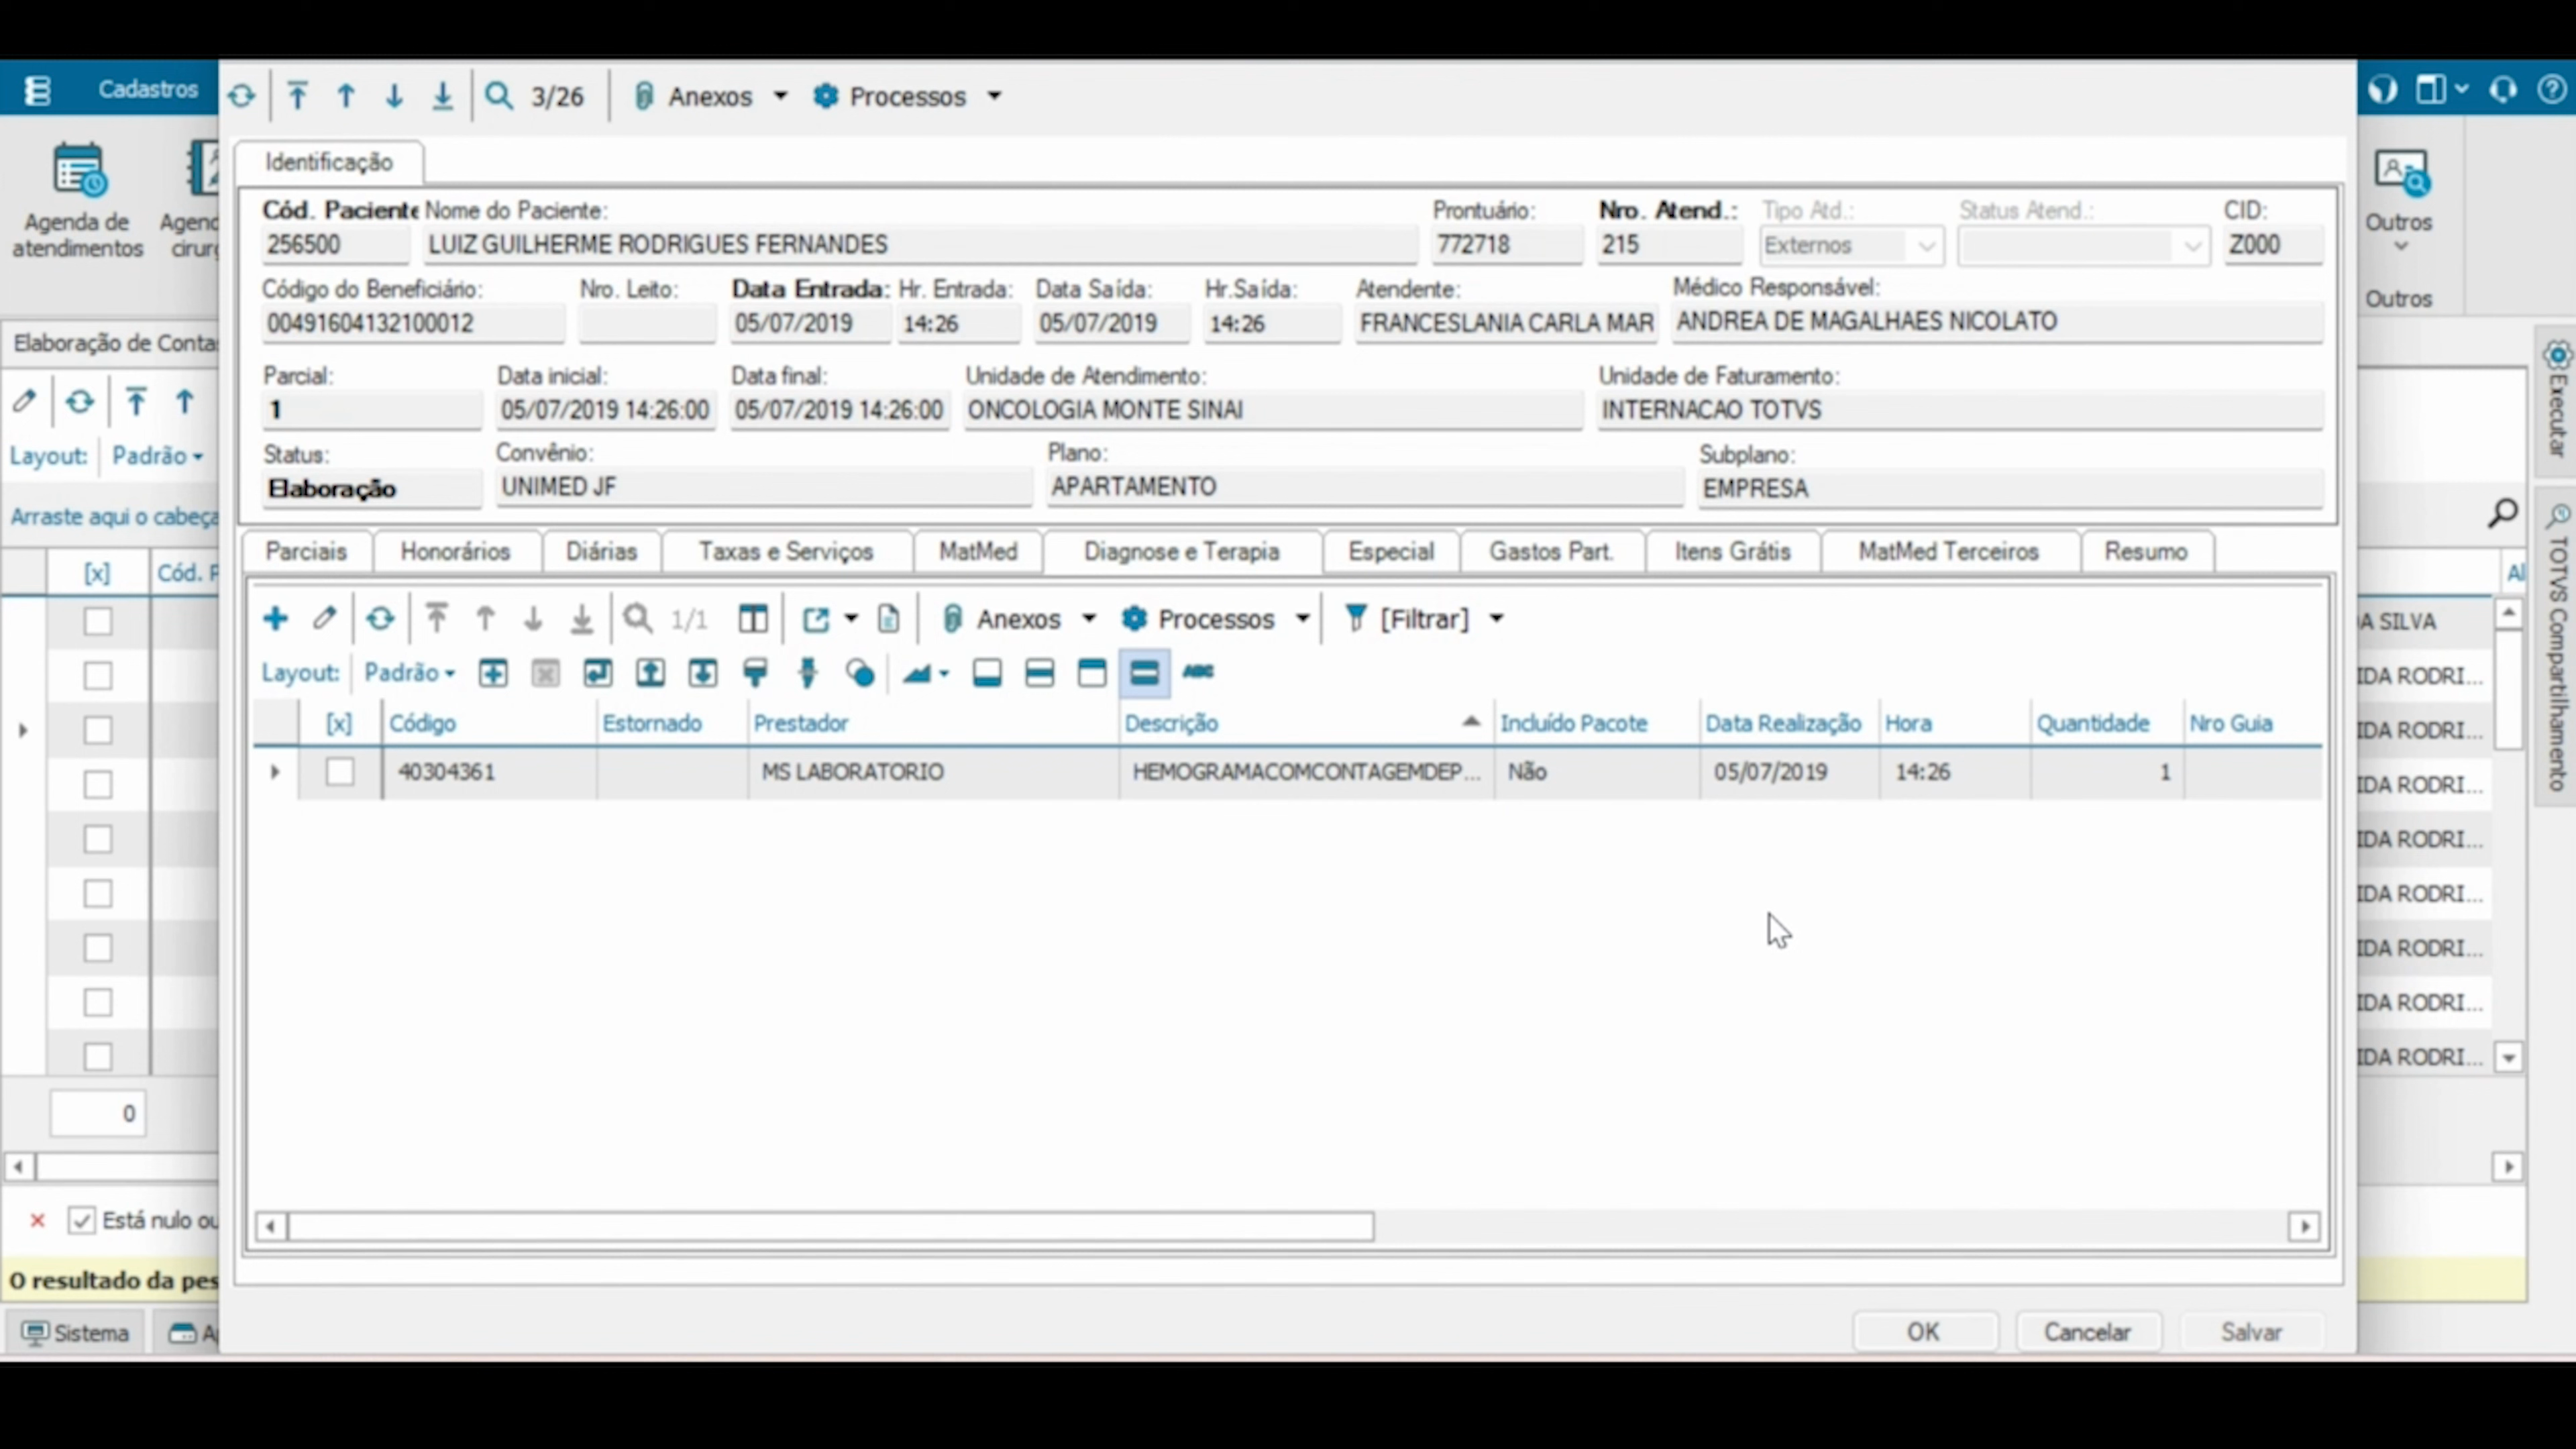 Cadastros
3/26
Anexos
Processos
Agenda de
atendimentos
Outros
Outros
Identificação
Cód. Paciente
Nome do Paciente:
Prontuário:
Nro. Atend.:
Tipo Atd.:
Status Atend.:
CID:
256500
LUIZ GUILHERME RODRIGUES FERNANDES
772718
215
Externos
Z000
Código do Beneficiário:
Nro. Leito:
Data Entrada:
Hr. Entrada:
Data Saída:
Hr.Saída:
Atendente:
Médico Responsável:
00491604132100012
05/07/2019
14:26
05/07/2019
14:26
FRANCESLANIA CARLA MAR
ANDREA DE MAGALHAES NICOLATO
Parcial:
Data inicial:
Data final:
Unidade de Atendimento:
Unidade de Faturamento:
1
05/07/2019 14:26:00
05/07/2019 14:26:00
ONCOLOGIA MONTE SINAI
INTERNACAO TOTVS
Status:
Convênio:
Plano:
Subplano:
Elaboração
UNIMED JF
APARTAMENTO
EMPRESA
Parciais
Honorários
Diárias
Taxas e Serviços
MatMed
Diagnose e Terapia
Especial
Gastos Part.
Itens Grátis
MatMed Terceiros
Resumo
1/1
Anexos
Processos
[Filtrar]
Layout:
Padrão
ABC
[x]
Código
Estornado
Prestador
Descrição
Incluído Pacote
Data Realização
Hora
Quantidade
Nro Guia
40304361
MS LABORATORIO
HEMOGRAMACOMCONTAGEMDEP...
Não
05/07/2019
14:26
1
OK
Cancelar
Salvar
Elaboração de Conta
Layout:
Padrão
Arraste aqui o
[x]
Cód.
0
Está nulo ou
O resultado da
Sistema
A SILVA
IDA RODRI...
IDA RODRI...
IDA RODRI...
IDA RODRI...
IDA RODRI...
IDA RODRI...
IDA RODRI...
IDA RODRI...
Executar
TOTVS Compartilhamento